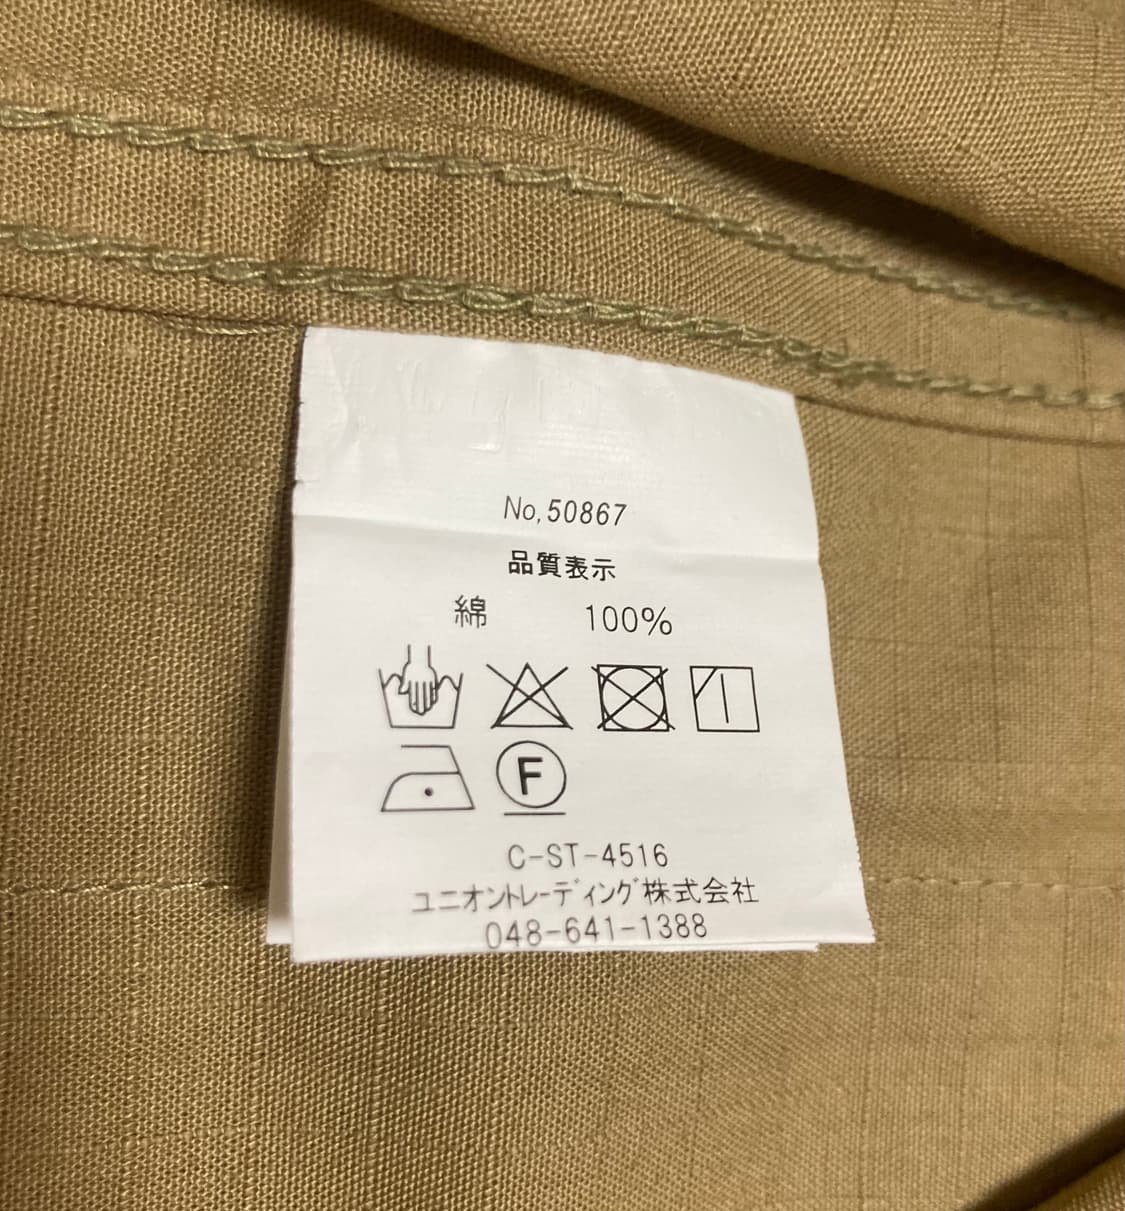 No,50867
品質表示
綿 100%
F
C-ST-4516
ユニオントレーディング株式会社
048-641-1388